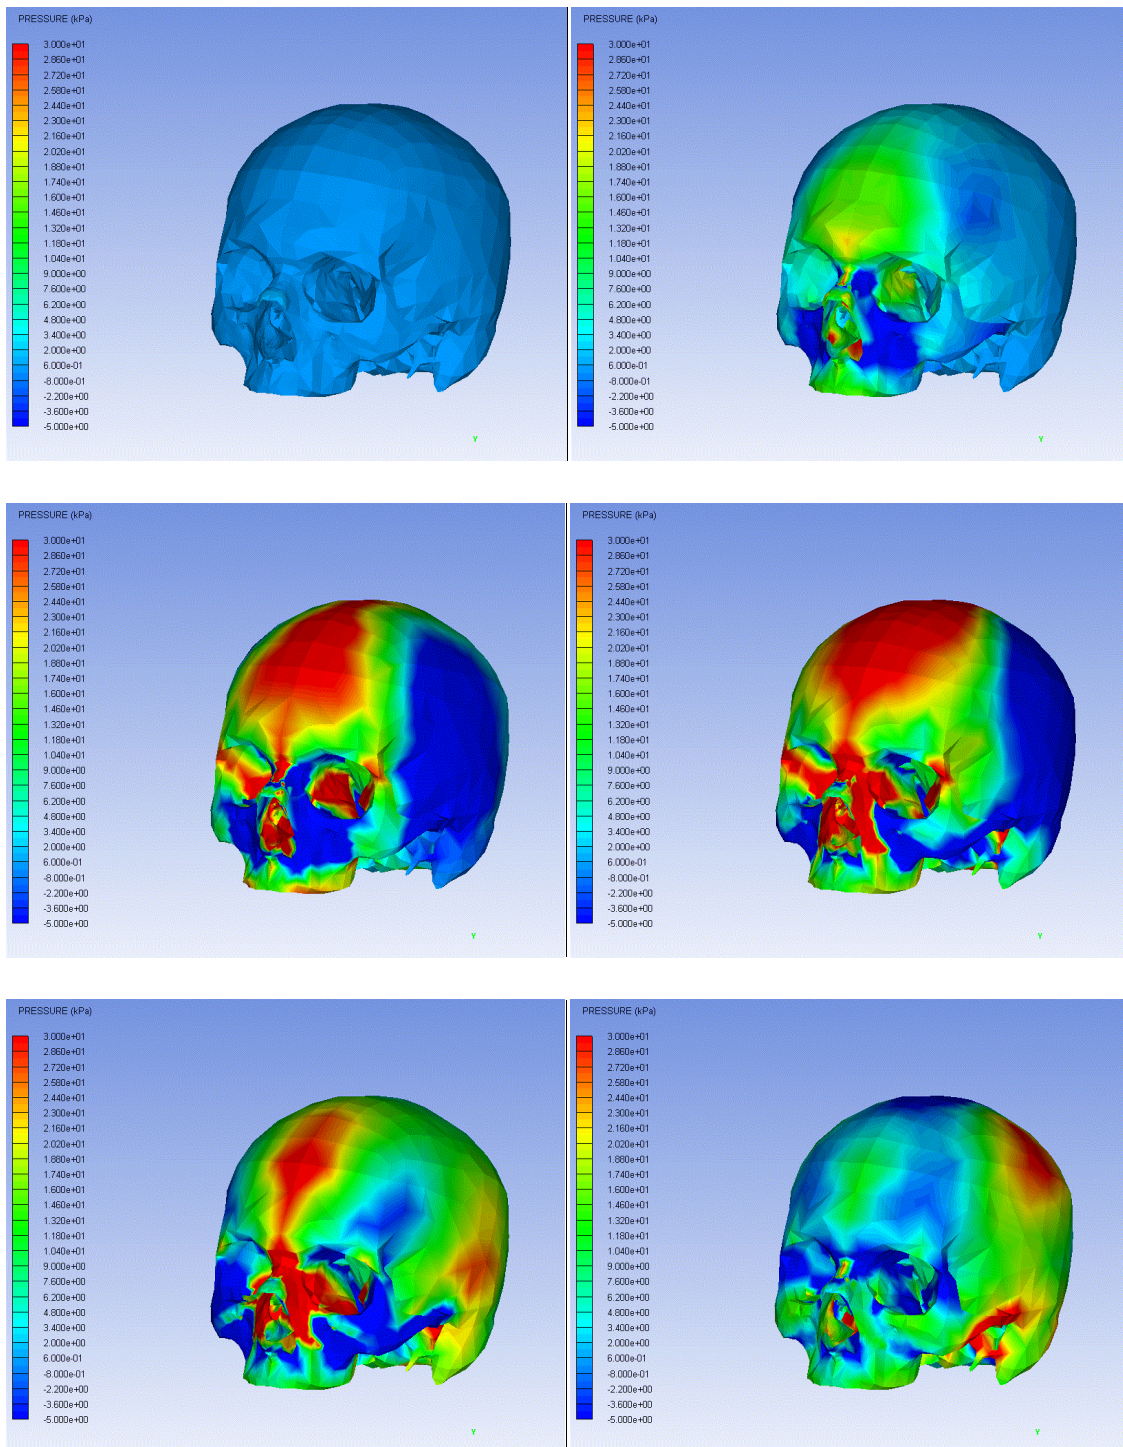 PRESSURE (kPa)
3.000e+01
2.860e+01
2.720e+01
2.580e+01
2.440e+01
2.300e+01
2.160e+01
2.020e+01
1.880e+01
1.740e+01
1.600e+01
1.460e+01
1.320e+01
1.180e+01
1.040e+01
9.000e+00
7.600e+00
6.200e+00
4.800e+00
3.400e+00
2.000e+00
6.000e-01
-8.000e-01
-2.200e+00
-3.600e+00
-5.000e+00
Y
PRESSURE (kPa)
3.000e+01
2.860e+01
2.720e+01
2.580e+01
2.440e+01
2.300e+01
2.160e+01
2.020e+01
1.880e+01
1.740e+01
1.600e+01
1.460e+01
1.320e+01
1.180e+01
1.040e+01
9.000e+00
7.600e+00
6.200e+00
4.800e+00
3.400e+00
2.000e+00
6.000e-01
-8.000e-01
-2.200e+00
-3.600e+00
-5.000e+00
Y
PRESSURE (kPa)
3.000e+01
2.860e+01
2.720e+01
2.580e+01
2.440e+01
2.300e+01
2.160e+01
2.020e+01
1.880e+01
1.740e+01
1.600e+01
1.460e+01
1.320e+01
1.180e+01
1.040e+01
9.000e+00
7.600e+00
6.200e+00
4.800e+00
3.400e+00
2.000e+00
6.000e-01
-8.000e-01
-2.200e+00
-3.600e+00
-5.000e+00
Y
PRESSURE (kPa)
3.000e+01
2.860e+01
2.720e+01
2.580e+01
2.440e+01
2.300e+01
2.160e+01
2.020e+01
1.880e+01
1.740e+01
1.600e+01
1.460e+01
1.320e+01
1.180e+01
1.040e+01
9.000e+00
7.600e+00
6.200e+00
4.800e+00
3.400e+00
2.000e+00
6.000e-01
-8.000e-01
-2.200e+00
-3.600e+00
-5.000e+00
Y
PRESSURE (kPa)
3.000e+01
2.860e+01
2.720e+01
2.580e+01
2.440e+01
2.300e+01
2.160e+01
2.020e+01
1.880e+01
1.740e+01
1.600e+01
1.460e+01
1.320e+01
1.180e+01
1.040e+01
9.000e+00
7.600e+00
6.200e+00
4.800e+00
3.400e+00
2.000e+00
6.000e-01
-8.000e-01
-2.200e+00
-3.600e+00
-5.000e+00
Y
PRESSURE (kPa)
3.000e+01
2.860e+01
2.720e+01
2.580e+01
2.440e+01
2.300e+01
2.160e+01
2.020e+01
1.880e+01
1.740e+01
1.600e+01
1.460e+01
1.320e+01
1.180e+01
1.040e+01
9.000e+00
7.600e+00
6.200e+00
4.800e+00
3.400e+00
2.000e+00
6.000e-01
-8.000e-01
-2.200e+00
-3.600e+00
-5.000e+00
Y